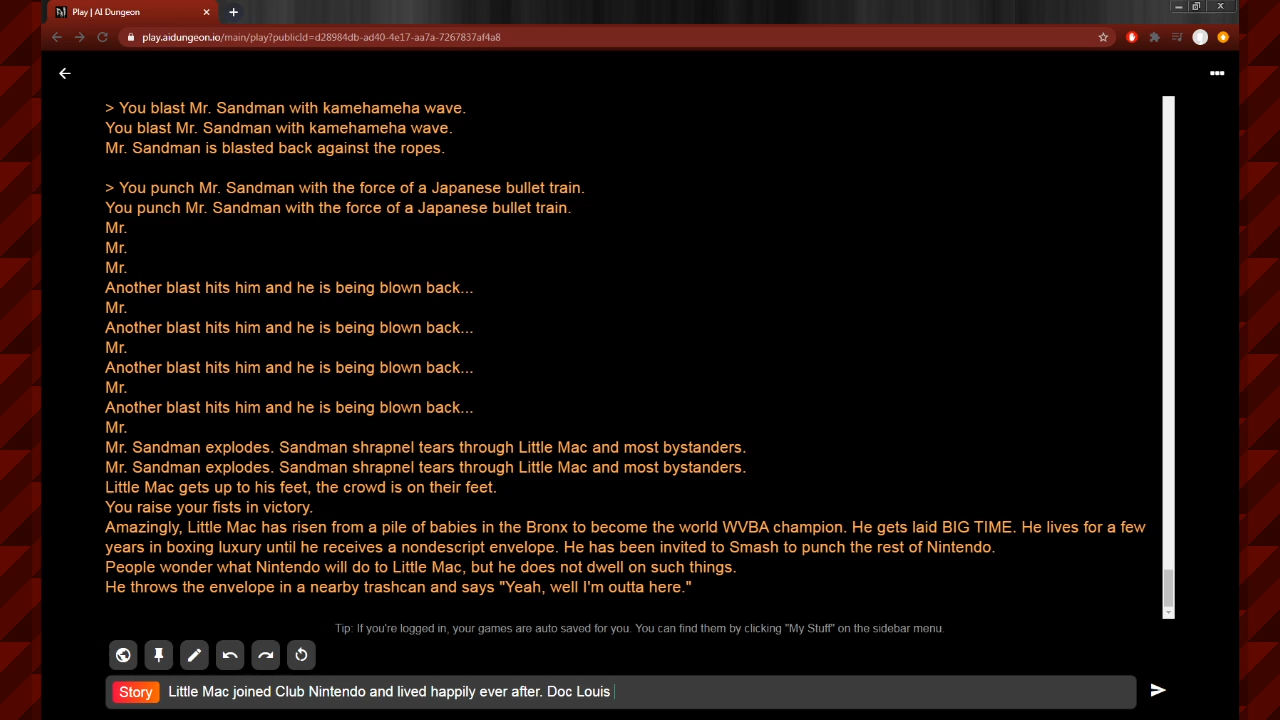 Play | AI Dungeon
play.aidungeon.io/main/play?publicId=d28984db-ad40-4e17-aa7a-7267837af4a8
> You blast Mr. Sandman with kamehameha wave.
You blast Mr. Sandman with kamehameha wave.
Mr. Sandman is blasted back against the ropes.
> You punch Mr. Sandman with the force of a Japanese bullet train.
You punch Mr. Sandman with the force of a Japanese bullet train.
Mr.
Mr.
Mr.
Another blast hits him and he is being blown back...
Mr.
Another blast hits him and he is being blown back...
Mr.
Another blast hits him and he is being blown back...
Mr.
Another blast hits him and he is being blown back...
Mr.
Mr. Sandman explodes. Sandman shrapnel tears through Little Mac and most bystanders.
Mr. Sandman explodes. Sandman shrapnel tears through Little Mac and most bystanders.
Little Mac gets up to his feet, the crowd is on their feet.
You raise your fists in victory.
Amazingly, Little Mac has risen from a pile of babies in the Bronx to become the world WVBA champion. He gets laid BIG TIME. He lives for a few
years in boxing luxury until he receives a nondescript envelope. He has been invited to Smash to punch the rest of Nintendo.
People wonder what Nintendo will do to Little Mac, but he does not dwell on such things.
He throws the envelope in a nearby trashcan and says "Yeah, well I'm outta here."
Tip: If you're logged in, your games are auto saved for you. You can find them by clicking "My Stuff" on the sidebar menu.
Story Little Mac joined Club Nintendo and lived happily ever after. Doc Louis